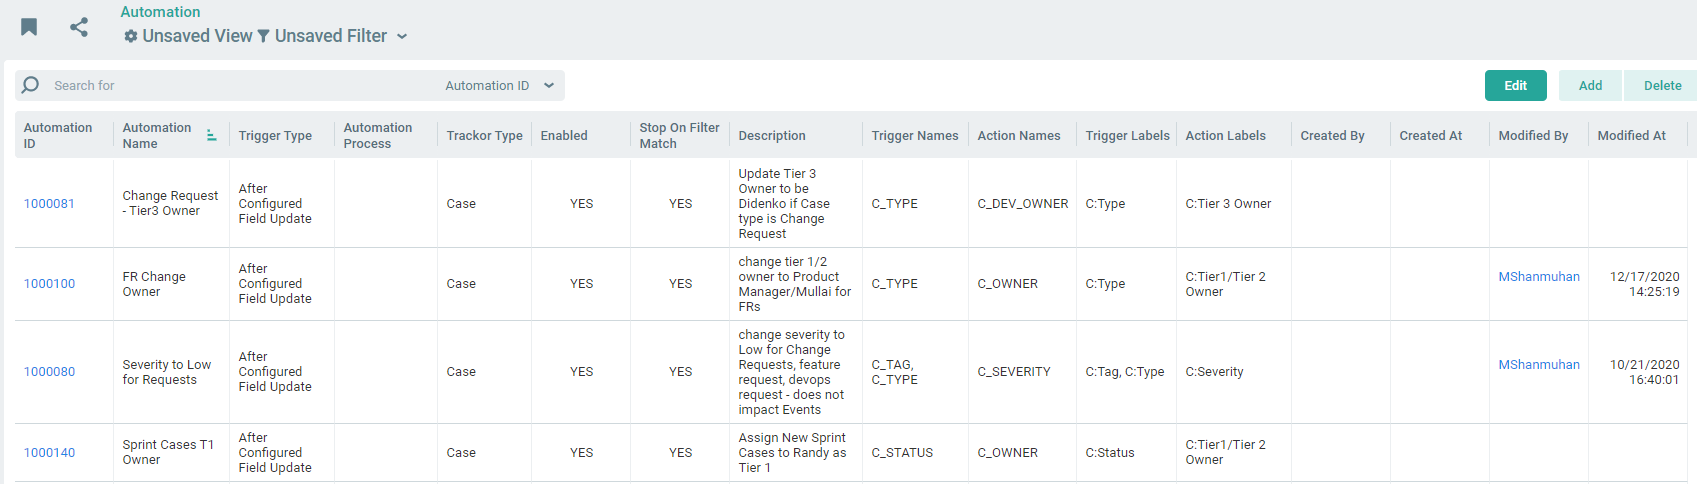 Automation
Unsaved View Unsaved Filter
Search for Automation ID
Edit Add Delete
Automation ID
Automation Name
Trigger Type
Automation Process
Trackor Type
Enabled
Stop On Filter Match
Description
Trigger Names
Action Names
Trigger Labels
Action Labels
Created By
Created At
Modified By
Modified At
1000081
Change Request
- Tier3 Owner
After
Configured
Field Update
Case
YES
YES
Update Tier 3
Owner to be
Didenko if Case
type is Change
Request
C_TYPE
C_DEV_OWNER
C:Type
C:Tier 3 Owner
1000100
FR Change
Owner
After
Configured
Field Update
Case
YES
YES
change tier 1/2
owner to Product
Manager/Mullai for
FRs
C_TYPE
C_OWNER
C:Type
C:Tier1/Tier 2
Owner
MShanmuhan
12/17/2020
14:25:19
1000080
Severity to Low
for Requests
After
Configured
Field Update
Case
YES
YES
change severity to
Low for Change
Requests, feature
request, devops
request - does not
impact Events
C_TAG,
C_TYPE
C_SEVERITY
C:Tag, C:Type
C:Severity
MShanmuhan
10/21/2020
16:40:01
1000140
Sprint Cases T1
Owner
After
Configured
Field Update
Case
YES
YES
Assign New Sprint
Cases to Randy as
Tier 1
C_STATUS
C_OWNER
C:Status
C:Tier1/Tier 2
Owner